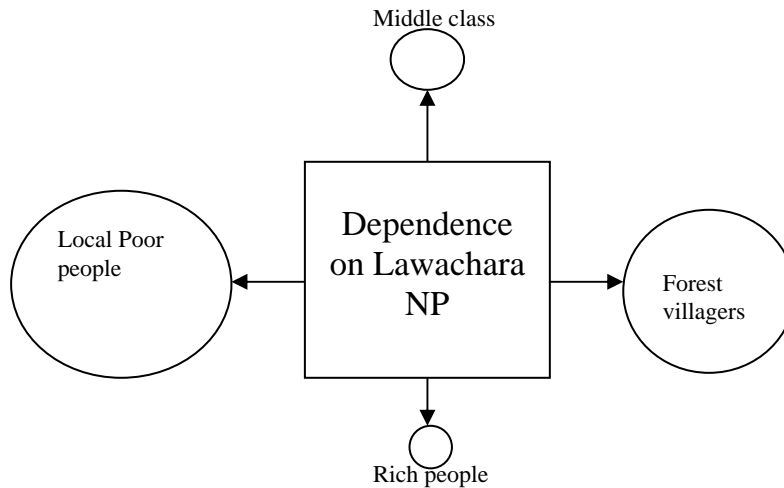 Middle class
Local Poor
people
Dependence
on Lawachara
NP
Forest
villagers
Rich people